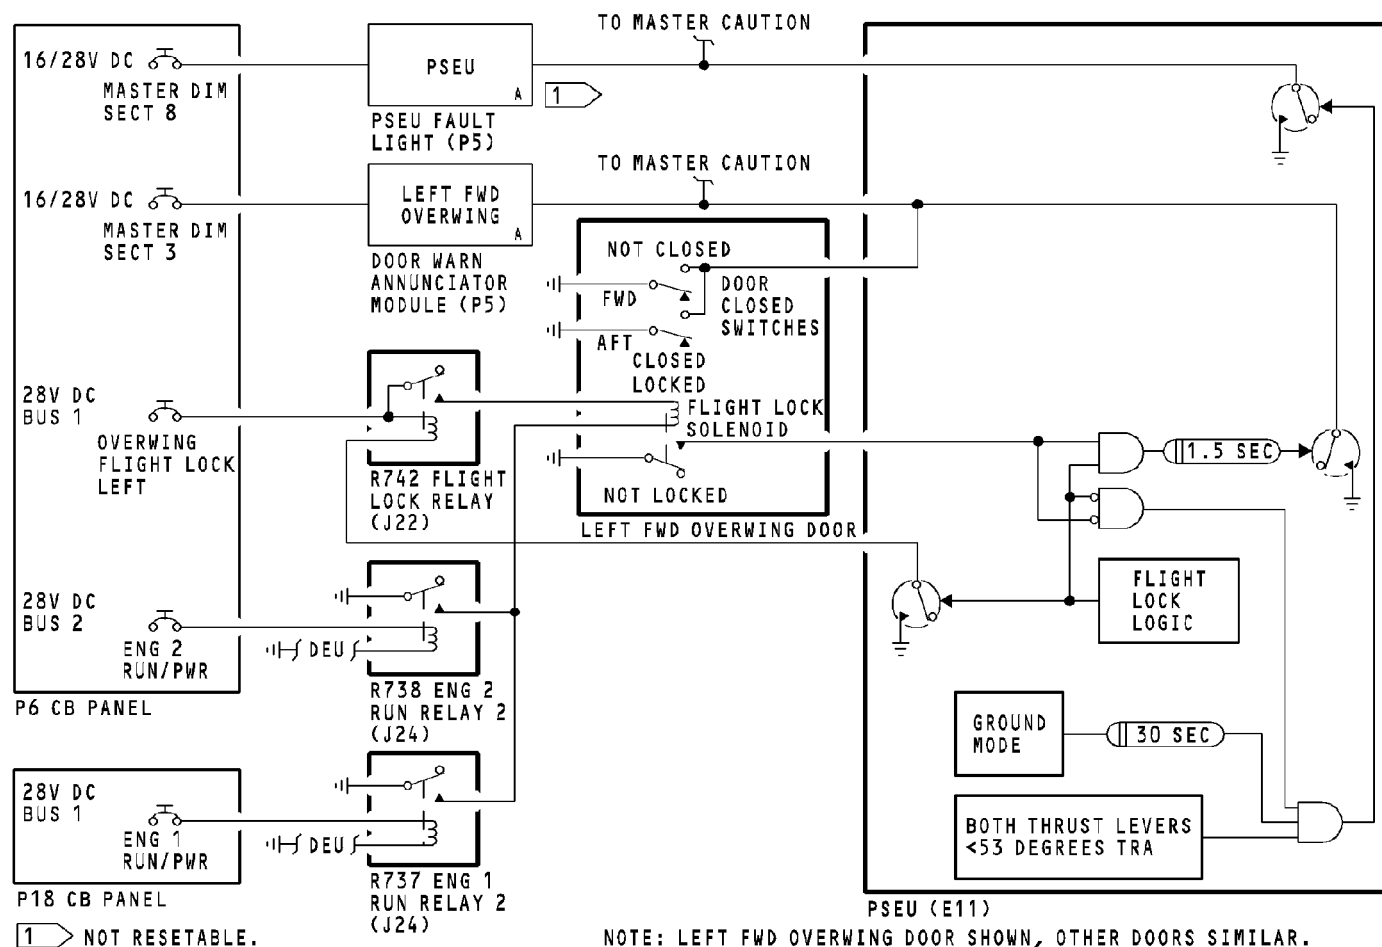 TO MASTER CAUTION
16/28V DC
MASTER DIM
SECT 8
PSEU
A
1
PSEU FAULT
LIGHT (P5)
TO MASTER CAUTION
16/28V DC
MASTER DIM
SECT 3
LEFT FWD
OVERWING
A
DOOR WARN
ANNUNCIATOR
MODULE (P5)
NOT CLOSED
FWD
DOOR
CLOSED
SWITCHES
AFT
CLOSED
LOCKED
FLIGHT LOCK
SOLENOID
NOT LOCKED
LEFT FWD OVERWING DOOR
28V DC
BUS 1
OVERWING
FLIGHT LOCK
LEFT
R742 FLIGHT
LOCK RELAY
(J22)
1.5 SEC
FLIGHT
LOCK
LOGIC
28V DC
BUS 2
ENG 2
RUN/PWR
DEU
R738 ENG 2
RUN RELAY 2
(J24)
P6 CB PANEL
GROUND
MODE
30 SEC
28V DC
BUS 1
ENG 1
RUN/PWR
DEU
R737 ENG 1
RUN RELAY 2
(J24)
P18 CB PANEL
BOTH THRUST LEVERS
<53 DEGREES TRA
PSEU (E11)
1 NOT RESETABLE.
NOTE: LEFT FWD OVERWING DOOR SHOWN, OTHER DOORS SIMILAR.